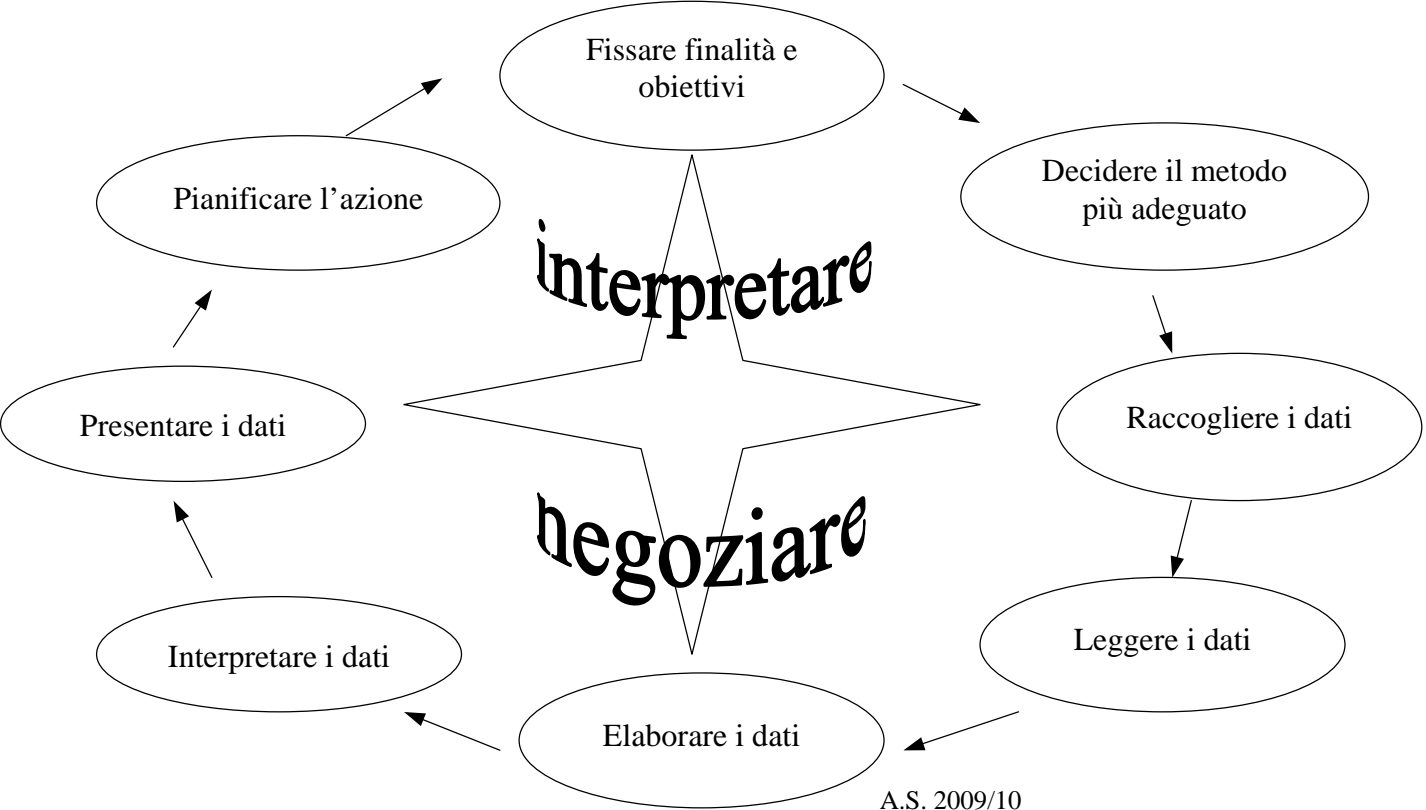 Fissare finalità e
obiettivi
Decidere il metodo
più adeguato
Pianificare l’azione
interpretare
Raccogliere i dati
Presentare i dati
negoziare
Leggere i dati
Interpretare i dati
Elaborare i dati
A.S. 2009/10